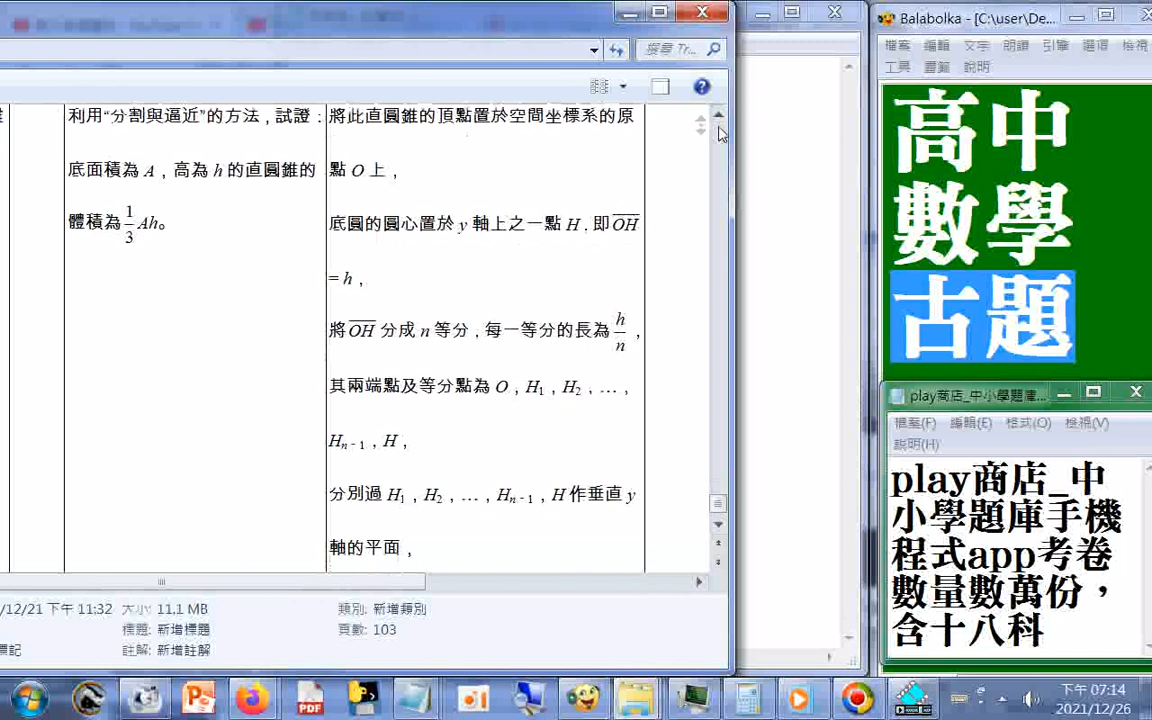 Balabolka - [C:\user\De...
搜尋 Tr...
檔案 編輯 文字 朗讀 引擎 選項 檢視
工具 書籤 說明
利用“分割與逼近”的方法，試證：
底面積為 A，高為 h 的直圓錐的
體積為 1/3 Ah。
將此直圓錐的頂點置於空間坐標系的原
點 O 上，
底圓的圓心置於 y 軸上之一點 H，即 O̅H̅
= h，
將 O̅H̅ 分成 n 等分，每一等分的長為 h/n，
其兩端點及等分點為 O，H₁，H₂，…，
Hₙ₋₁，H，
分別過 H₁，H₂，…，Hₙ₋₁，H 作垂直 y
軸的平面，
高中
數學
古題
play商店_中小學題庫...
檔案(F) 編輯(E) 格式(O) 檢視(V)
說明(H)
play商店_中
小學題庫手機
程式app考卷
數量數萬份，
含十八科
/12/21 下午 11:32 大小: 11.1 MB 類別: 新增類別
標題: 新增標題 頁數: 103
標記 註解: 新增註解
PDF
下午 07:14
2021/12/26